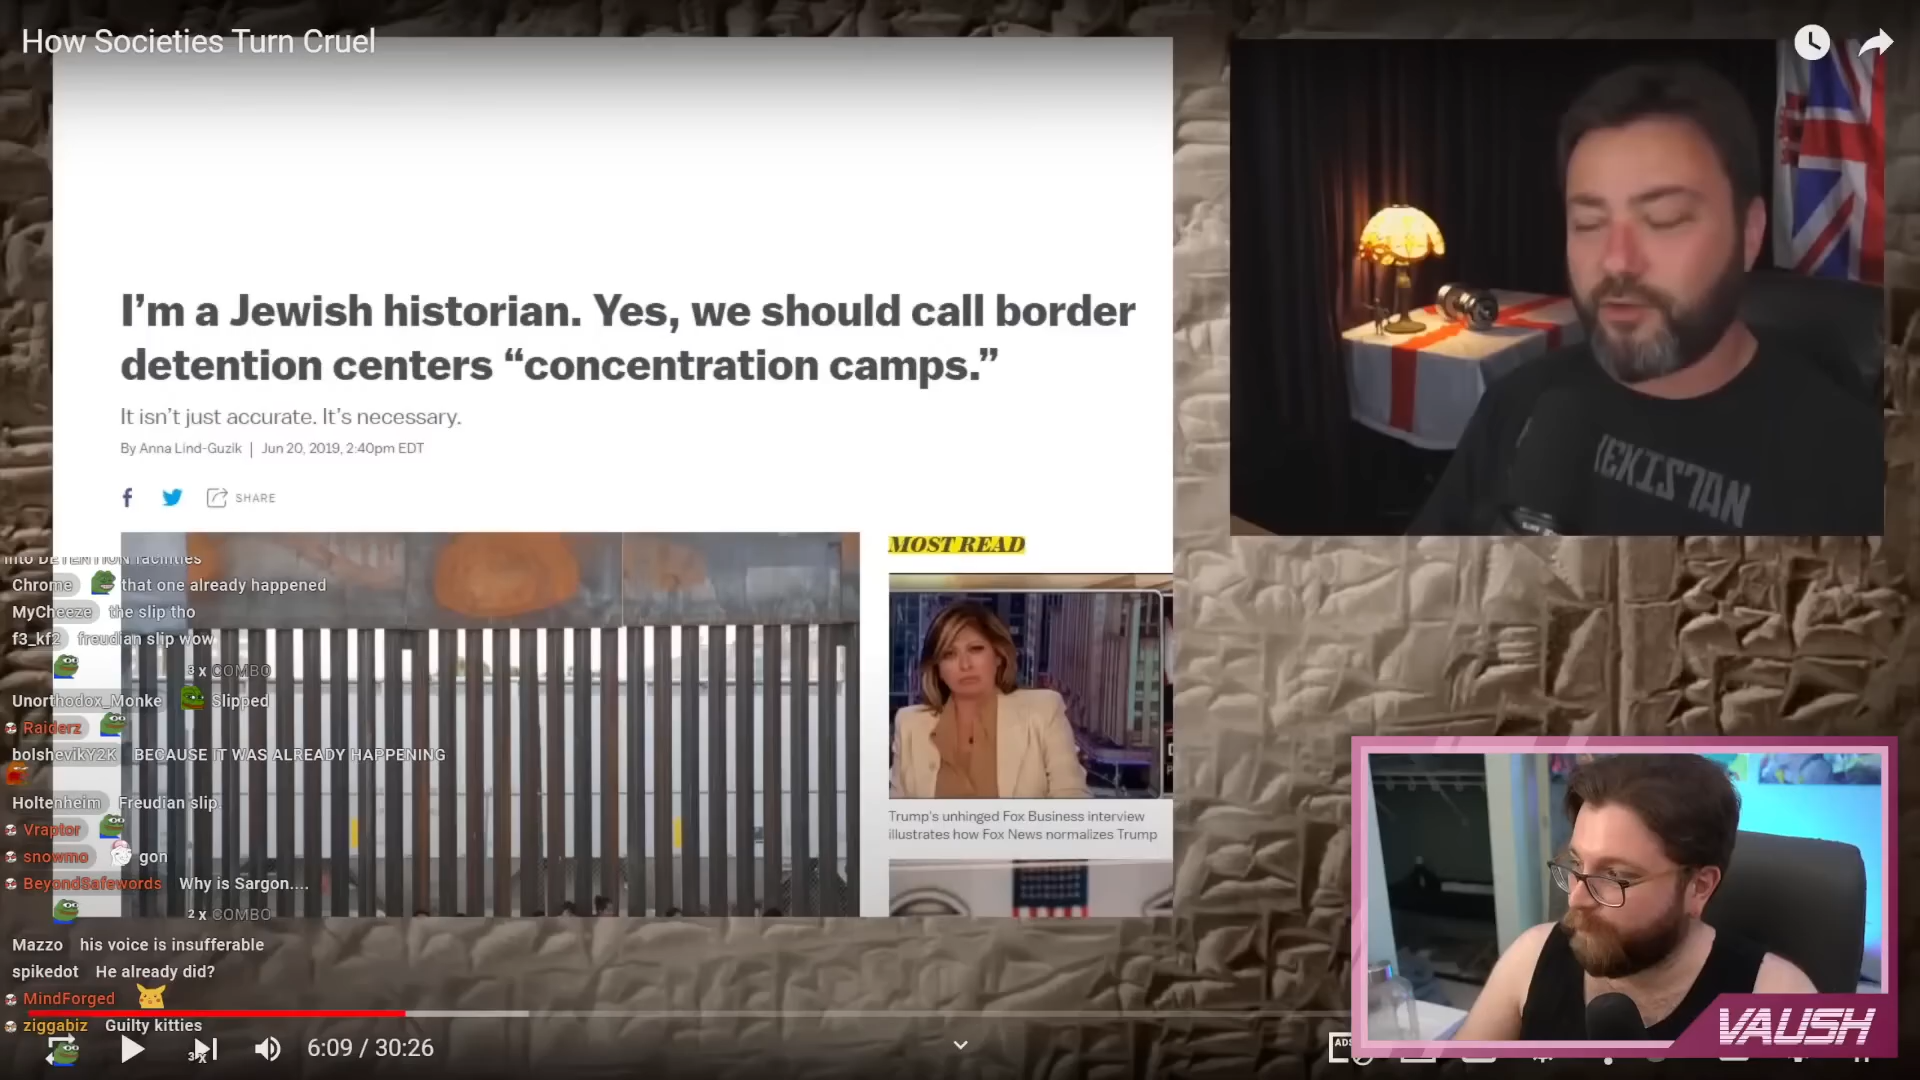 How Societies Turn Cruel
I'm a Jewish historian. Yes, we should call border
detention centers “concentration camps.”
It isn't just accurate. It's necessary.
By Anna Lind-Guzik | Jun 20, 2019, 2:40pm EDT
SHARE
MOST READ
Trump's unhinged Fox Business interview
illustrates how Fox News normalizes Trump
into DETENTION facilities
Chrome that one already happened
MyCheeze the slip tho
f3_kf2 freudian slip wow
3 x COMBO
Unorthodox_Monke Slipped
Raiderz
bolshevikY2K BECAUSE IT WAS ALREADY HAPPENING
Holtenheim Freudian slip.
Vraptor
snowmo gon
BeyondSafewords Why is Sargon....
2 x COMBO
Mazzo his voice is insufferable
spikedot He already did?
MindForged
ziggabiz Guilty kitties
3 x
6:09 / 30:26
ADS
VAUSH